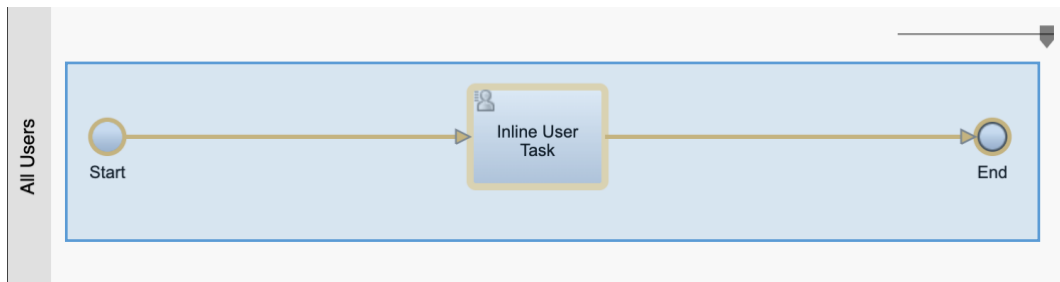 All Users
Start
Inline User
Task
End